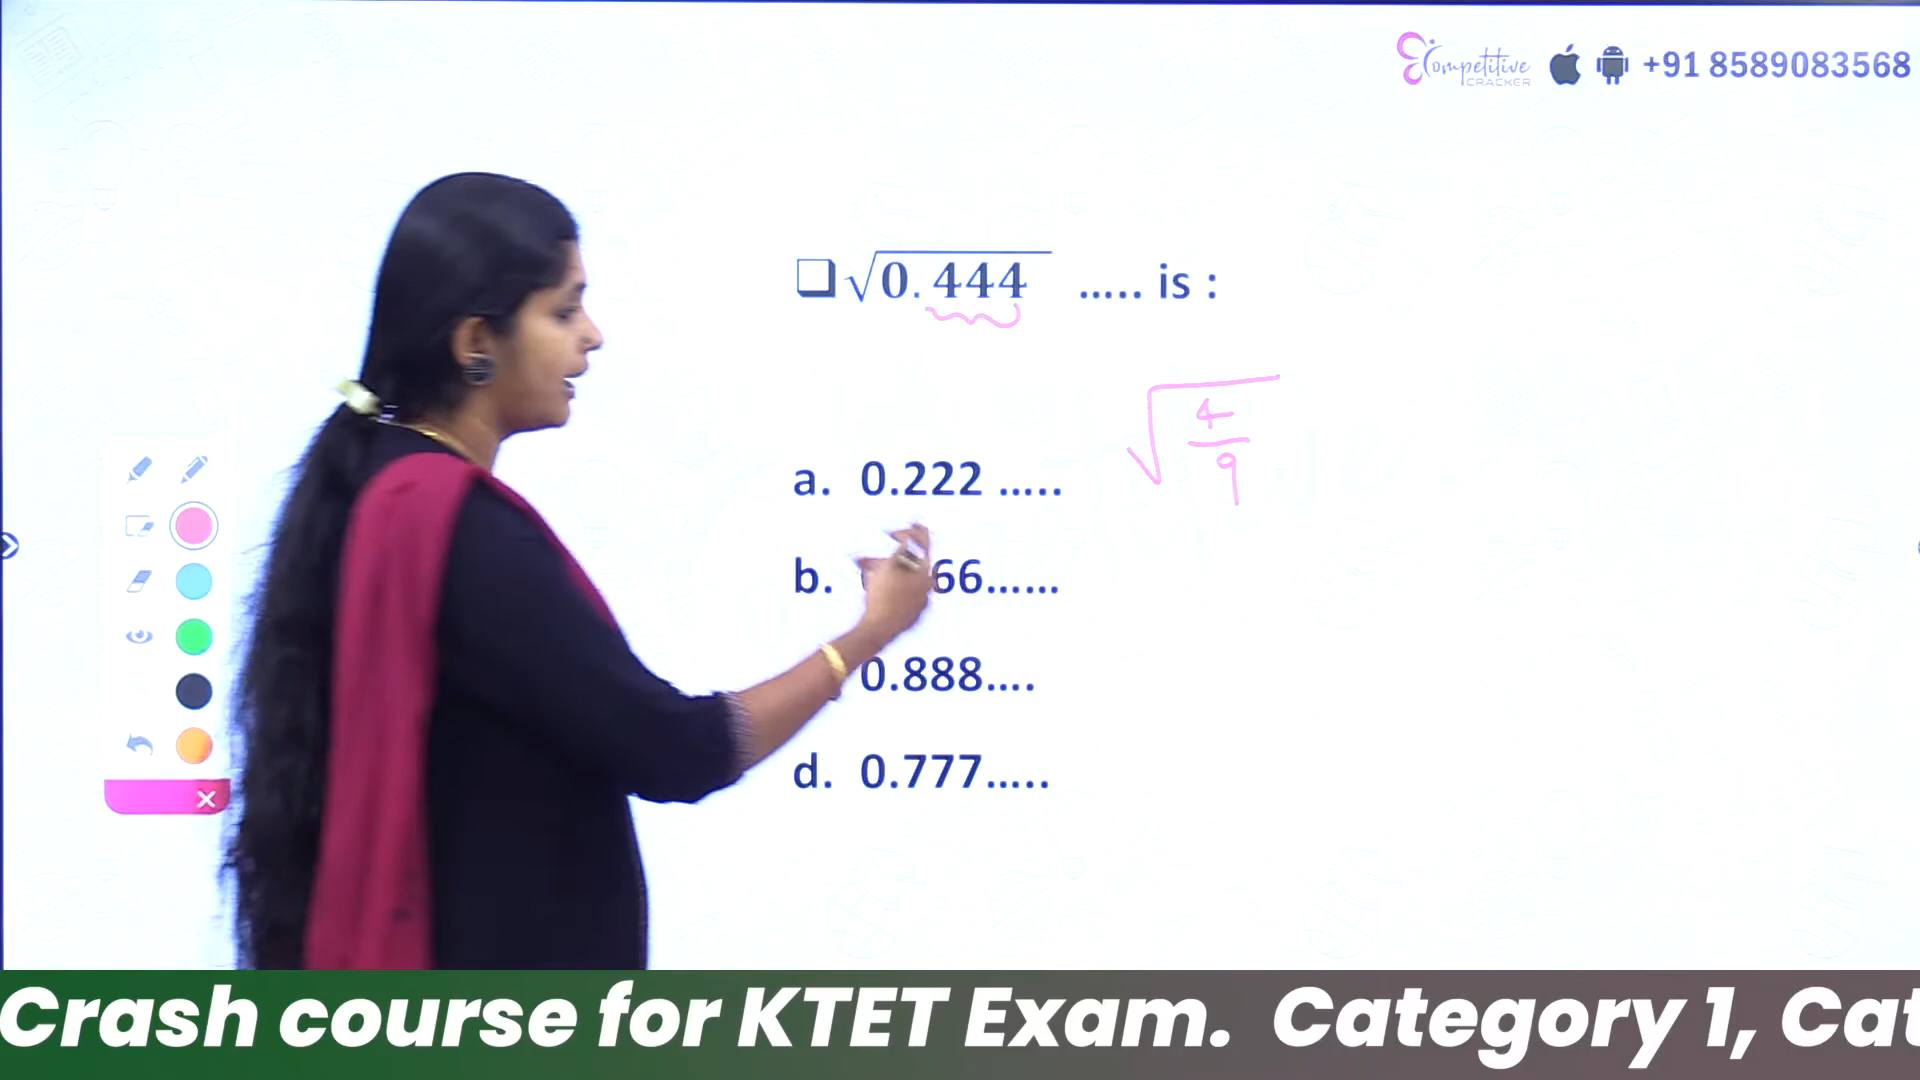 Competitive CRACKER +91 8589083568
❑ √0.444 ..... is :
√4/9
a. 0.222 .....
b. 66......
0.888....
d. 0.777.....
Crash course for KTET Exam. Category 1, Cat